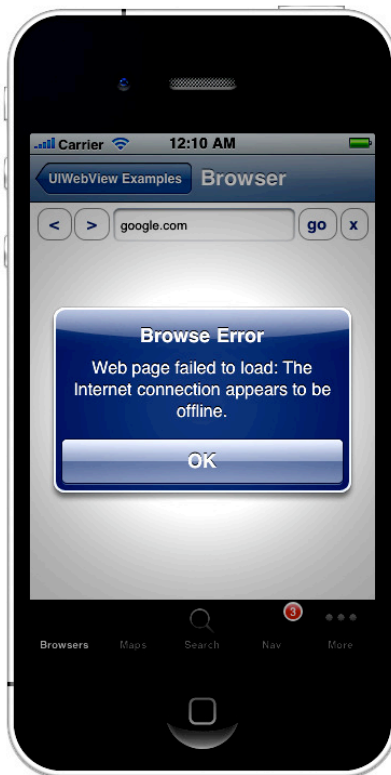 Carrier 12:10 AM
UIWebView Examples Browser
< > google.com go x
Browse Error
Web page failed to load: The
Internet connection appears to be
offline.
OK
3
Browsers Maps Search Nav More